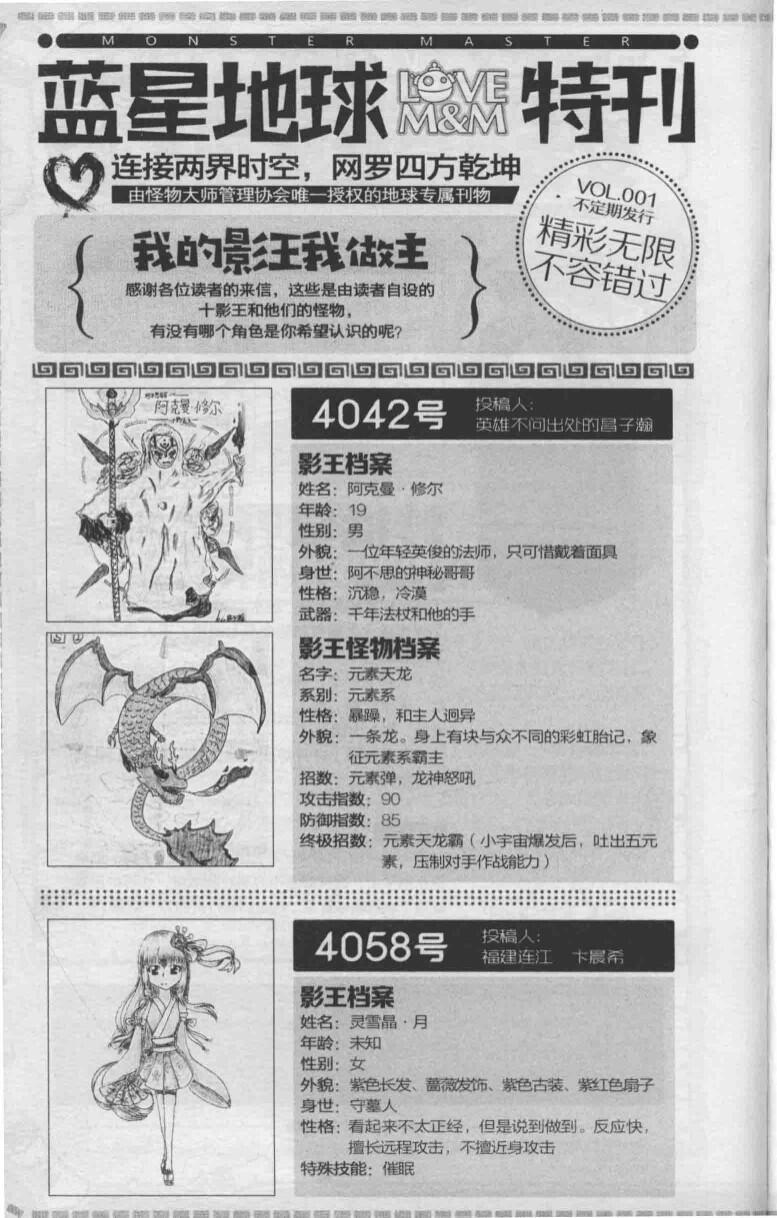 MONSTER MASTER
蓝星地球 LOVE M&M 特刊
连接两界时空，网罗四方乾坤
由怪物大师管理协会唯一授权的地球专属刊物
VOL.001
不定期发行
精彩无限
不容错过
我的影王我做主
感谢各位读者的来信，这些是由读者自设的
十影王和他们的怪物，
有没有哪个角色是你希望认识的呢？
阿克曼·修尔
4042号
投稿人：
英雄不问出处的昌子瀚
影王档案
姓名：阿克曼·修尔
年龄：19
性别：男
外貌：一位年轻英俊的法师，只可惜戴着面具
身世：阿不思的神秘哥哥
性格：沉稳，冷漠
武器：千年法杖和他的手
影王怪物档案
名字：元素天龙
系别：元素系
性格：暴躁，和主人迥异
外貌：一条龙。身上有块与众不同的彩虹胎记，象
征元素系霸主
招数：元素弹，龙神怒吼
攻击指数：90
防御指数：85
终极招数：元素天龙霸（小宇宙爆发后，吐出五元
素，压制对手作战能力）
4058号
投稿人：
福建连江 卞晨希
影王档案
姓名：灵雪晶·月
年龄：未知
性别：女
外貌：紫色长发、蔷薇发饰、紫色古装、紫红色扇子
身世：守墓人
性格：看起来不太正经，但是说到做到。反应快，
擅长远程攻击，不擅近身攻击
特殊技能：催眠